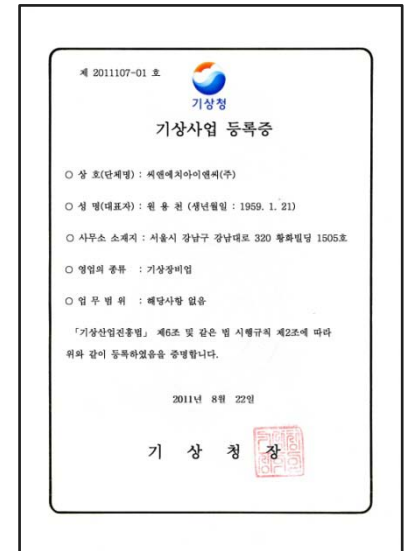 제 2011107-01 호
기상청
기상사업 등록증
○ 상 호(단체명) : 씨앤에치아이앤씨(주)
○ 성 명(대표자) : 원 용 천 (생년월일 : 1959. 1. 21)
○ 사무소 소재지 : 서울시 강남구 강남대로 320 황화빌딩 1505호
○ 영업의 종류 : 기상장비업
○ 업 무 범 위 : 해당사항 없음
「기상산업진흥법」 제6조 및 같은 법 시행규칙 제2조에 따라
위와 같이 등록하였음을 증명합니다.
2011년 8월 22일
기 상 청 장